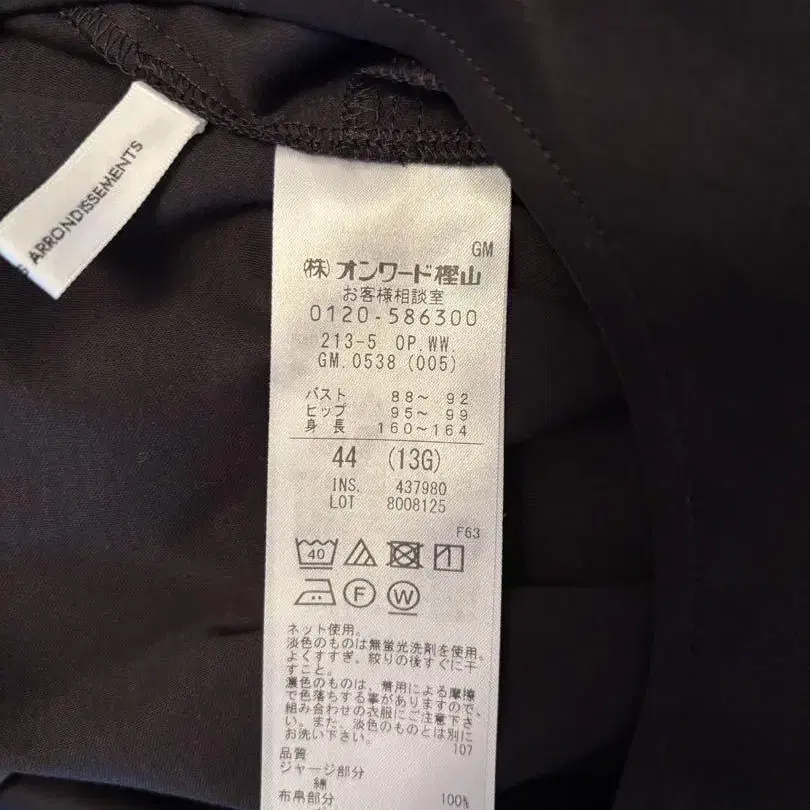 ARRONDISSEMENTS
GM
(株)オンワード樫山
お客様相談室
0120-586300
213-5 OP.WW.
GM.0538 (005)
バスト 88～ 92
ヒップ 95～ 99
身長 160～164
44 (13G)
INS. 437980
LOT 8008125
F63
40
F W
ネット使用。
淡色のものは無蛍光洗剤を使用。
よくすすぎ、絞りの後すぐに干
すこと。
濃色のものは、着用による摩擦
で色落ちする事がありますので、
組み合わせの衣服にご注意下さ
い。また、淡色のものとは別に
お洗い下さい。
107
品質
ジャージ部分
綿 100%
布帛部分